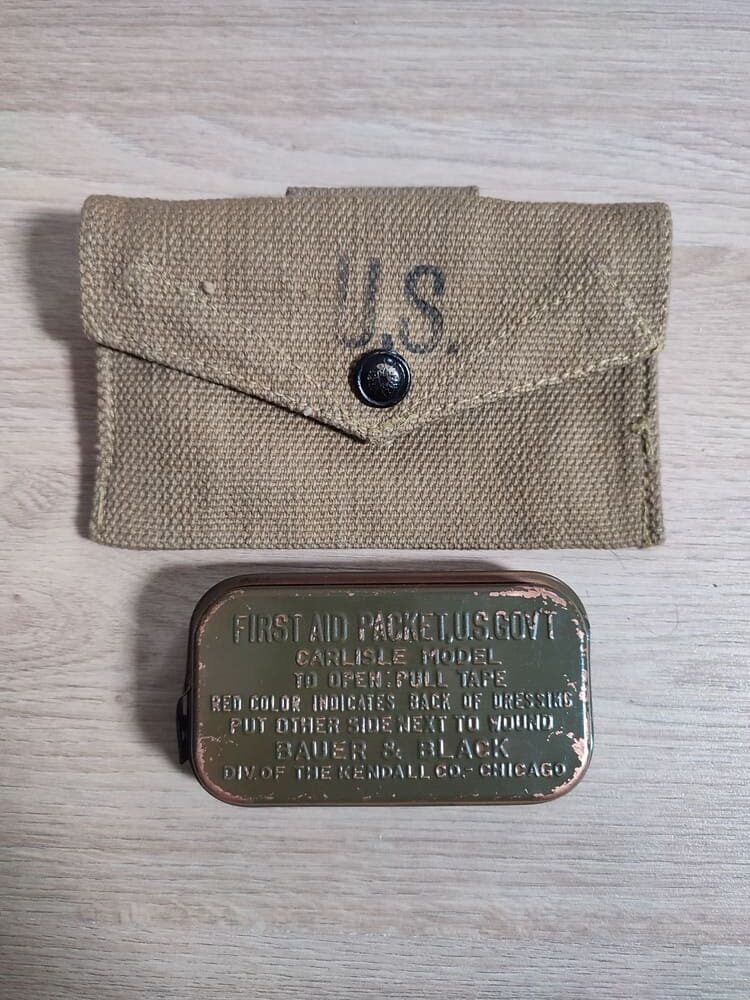 U.S.
FIRST AID PACKET, U.S. GOVT
CARLISLE MODEL
TO OPEN: PULL TAPE
RED COLOR INDICATES BACK OF DRESSING
PUT OTHER SIDE NEXT TO WOUND
BAUER & BLACK
DIV. OF THE KENDALL CO.- CHICAGO